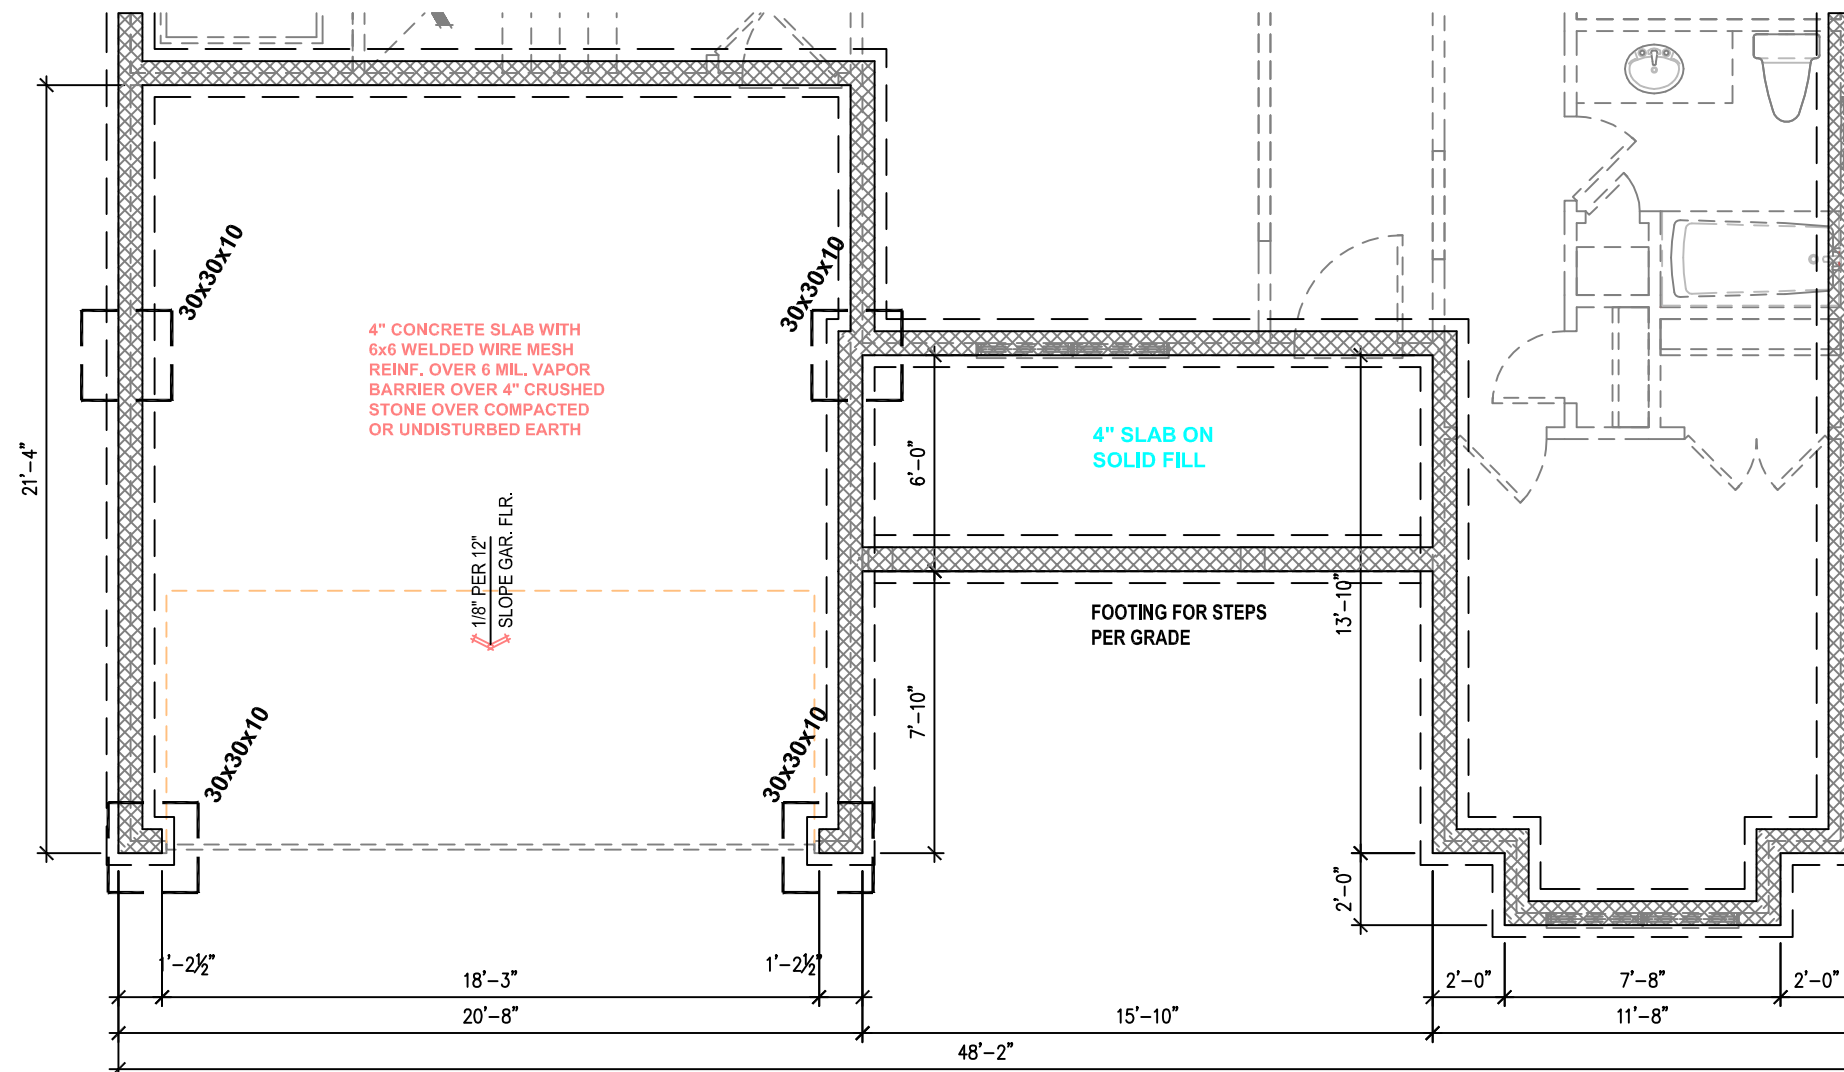 30x30x10
30x30x10
4" CONCRETE SLAB WITH
6x6 WELDED WIRE MESH
REINF. OVER 6 MIL. VAPOR
BARRIER OVER 4" CRUSHED
STONE OVER COMPACTED
OR UNDISTURBED EARTH
21'-4"
6'-0"
4" SLAB ON
SOLID FILL
1/8" PER 12"
SLOPE GAR. FLR.
13'-10"
FOOTING FOR STEPS
PER GRADE
7'-10"
30x30x10
30x30x10
2'-0"
1'-2½"
18'-3"
1'-2½"
2'-0"
7'-8"
2'-0"
20'-8"
15'-10"
11'-8"
48'-2"